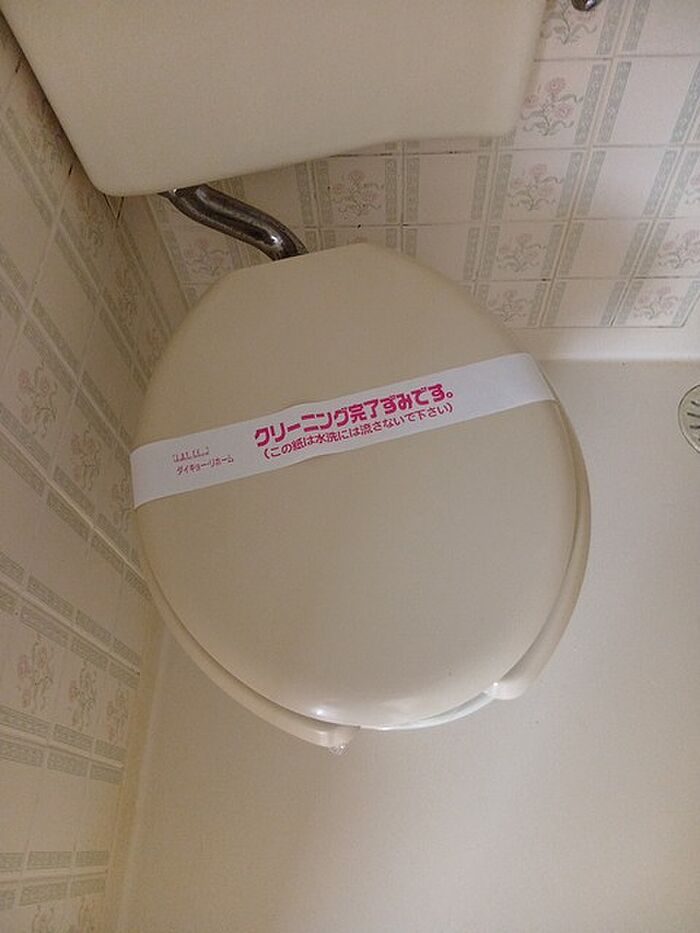 クリーニング完了ずみです。
(この紙は水洗には流さないで下さい)
ダイキョー・リホーム